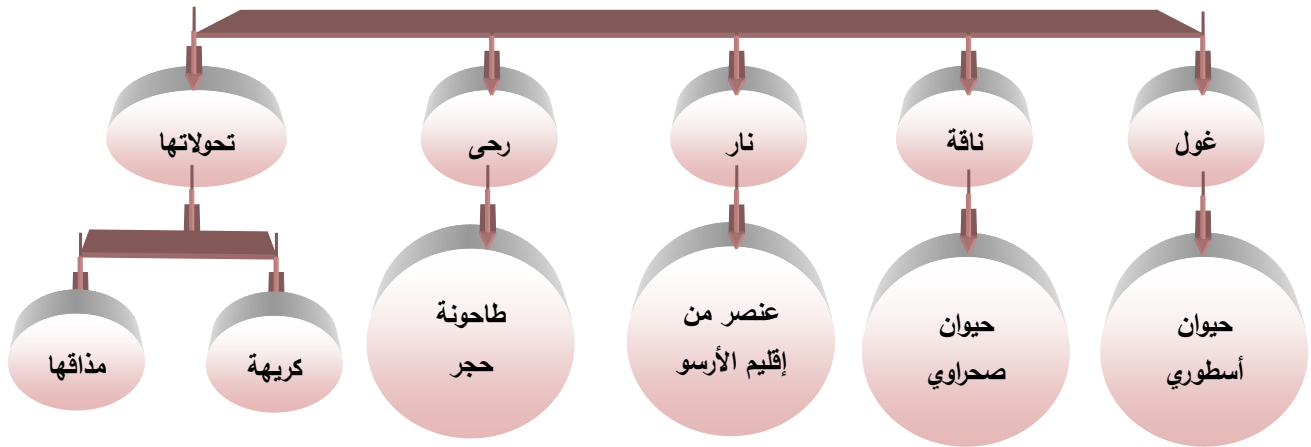 غول
ناقة
نار
رحى
تحولاتها
حيوان
أسطوري
حيوان
صحراوي
عنصر من
إقليم الأرسو
طاحونة
حجر
كريهة
مذاقها